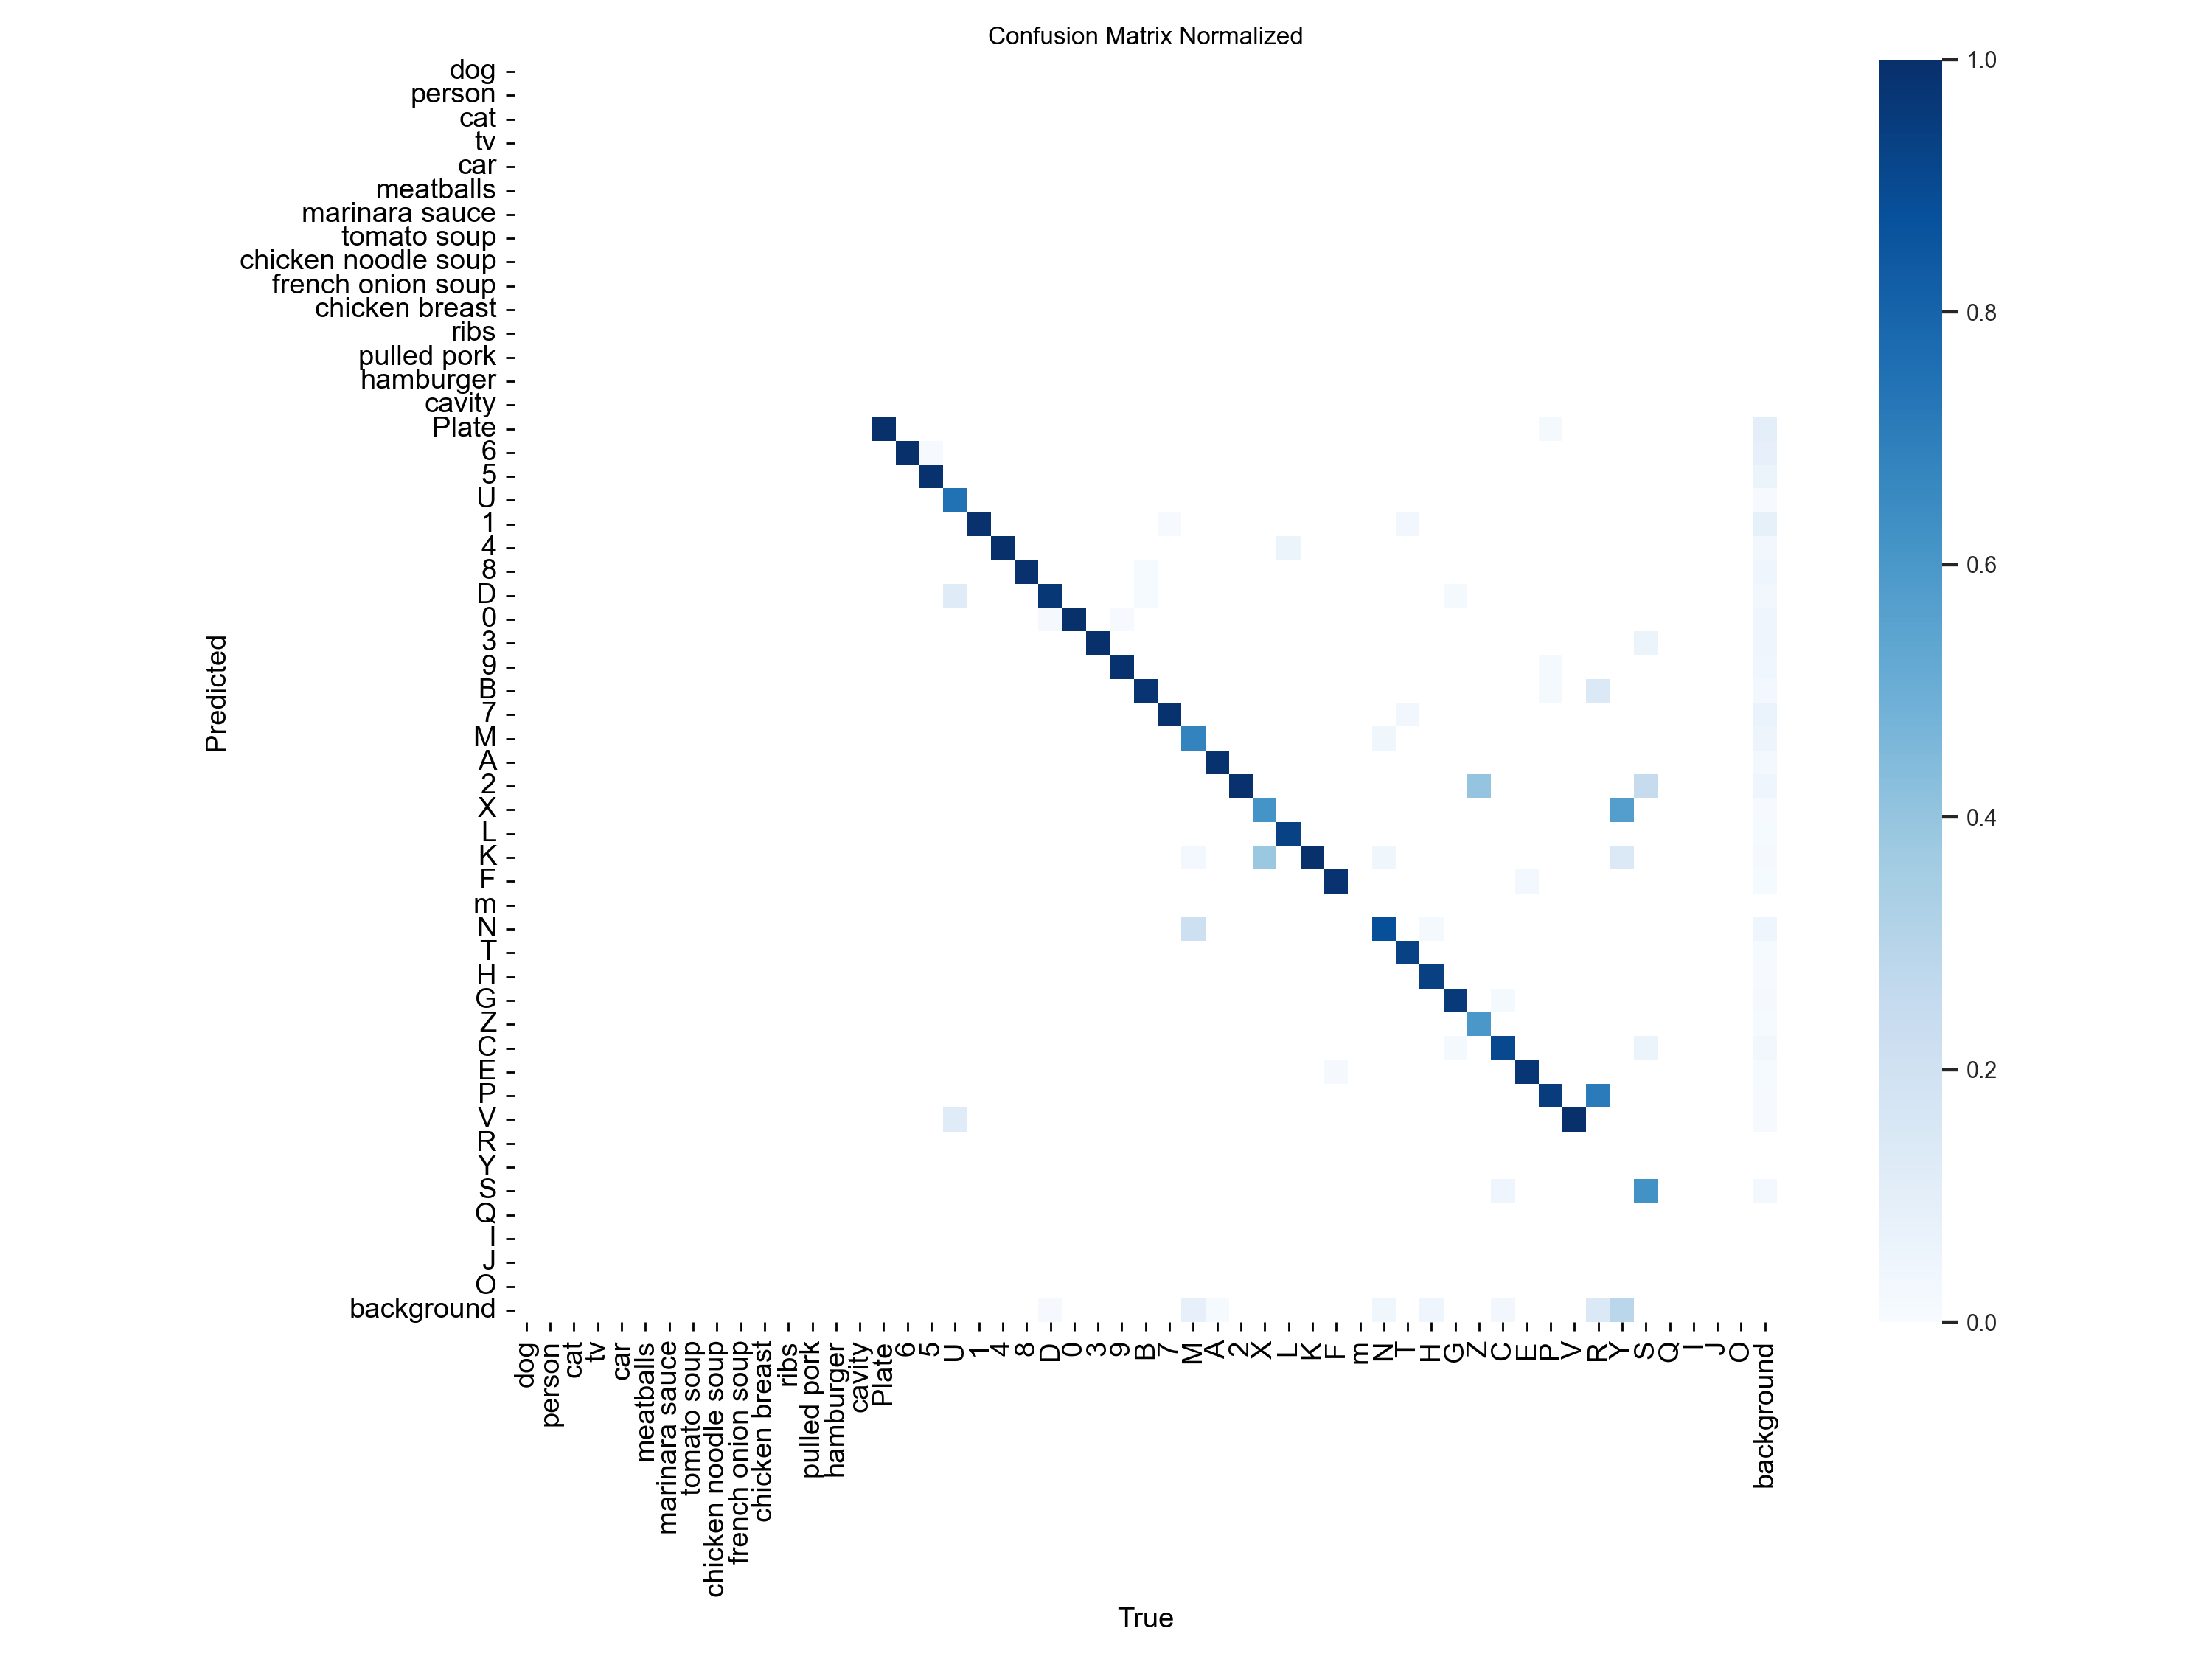 Confusion Matrix Normalized
dog
person
cat
tv
car
meatballs
marinara sauce
tomato soup
chicken noodle soup
french onion soup
chicken breast
ribs
pulled pork
hamburger
cavity
Plate
6
5
U
1
4
8
D
0
3
9
B
7
M
A
2
X
L
K
F
m
N
T
H
G
Z
C
E
P
V
R
Y
S
Q
I
J
O
background
Predicted
dog
person
cat
tv
car
meatballs
marinara sauce
tomato soup
chicken noodle soup
french onion soup
chicken breast
ribs
pulled pork
hamburger
cavity
Plate
6
5
U
1
4
8
D
0
3
9
B
7
M
A
2
X
L
K
F
m
N
T
H
G
Z
C
E
P
V
R
Y
S
Q
I
J
O
background
True
1.0
0.8
0.6
0.4
0.2
0.0